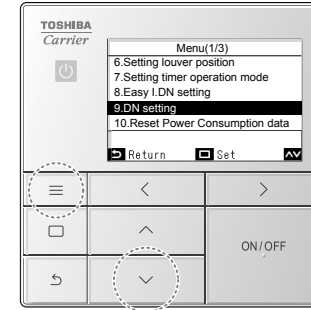 TOSHIBA
Carrier
Menu(1/3)
6.Setting louver position
7.Setting timer operation mode
8.Easy I.DN setting
9.DN setting
10.Reset Power Consumption data
Return Set
ON/OFF